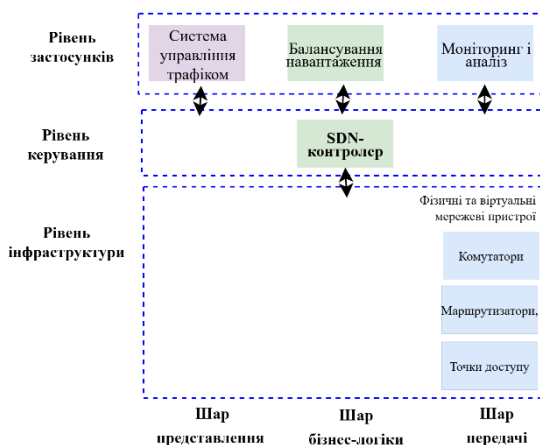 Рівень
застосунків
Система
управління
трафіком
Балансування
навантаження
Моніторинг і
аналіз
Рівень
керування
SDN-
контролер
Рівень
інфраструктури
Фізичні та віртуальні
мережеві пристрої
Комутатори
Маршрутизатори,
Точки доступу
Шар
представлення
Шар
бізнес-логіки
Шар
передачі